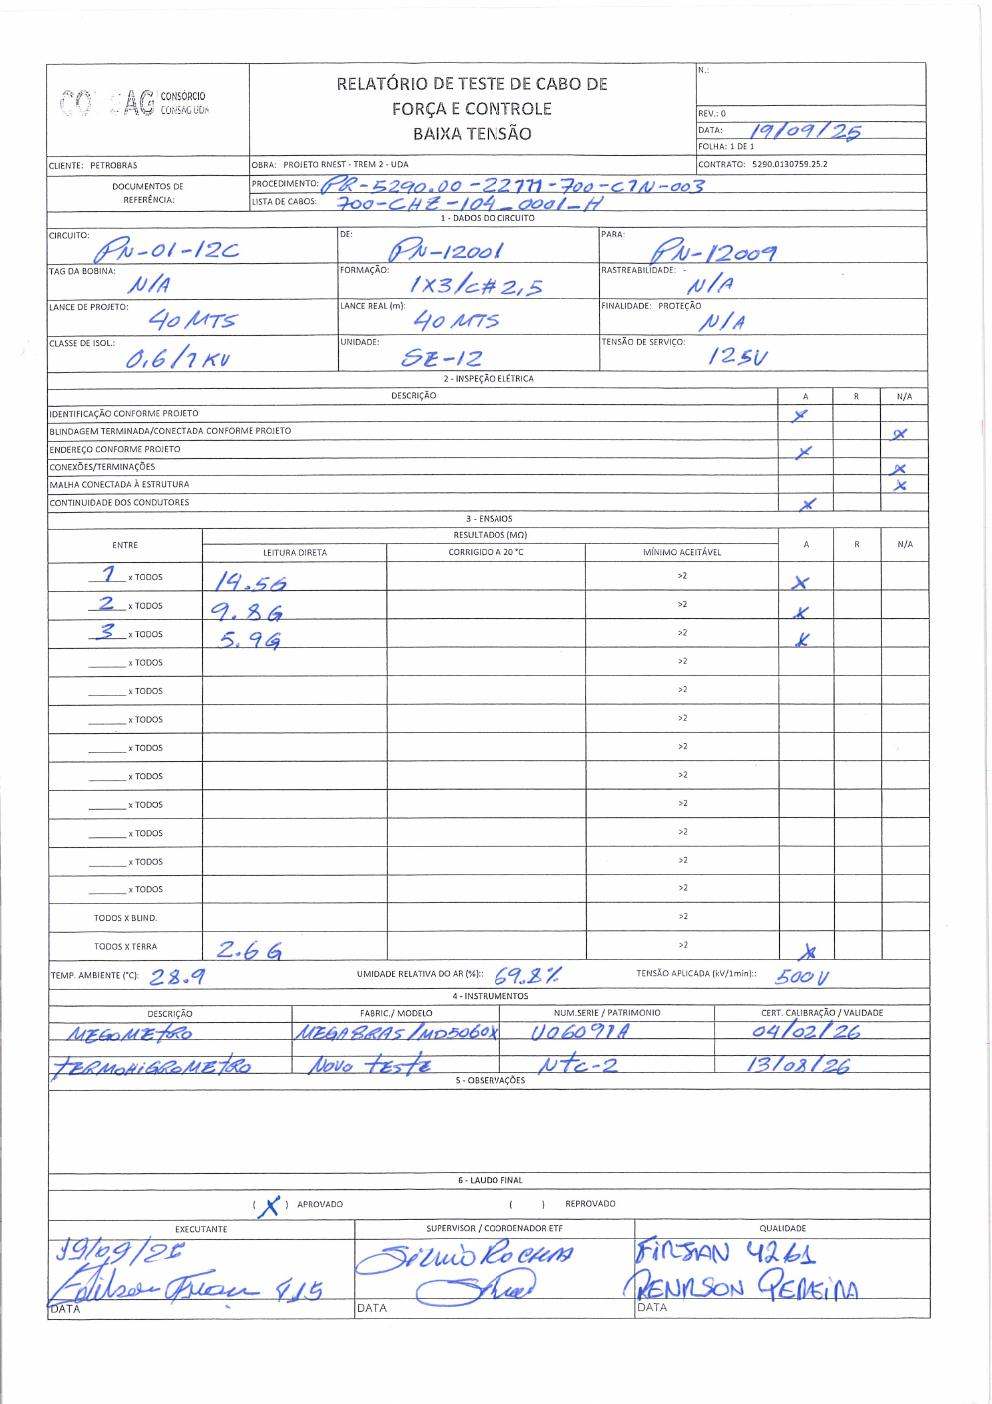 CONSÓRCIO
CONSAG UDA
RELATÓRIO DE TESTE DE CABO DE
FORÇA E CONTROLE
BAIXA TENSÃO
N.:
REV.: 0
DATA: 19/09/25
FOLHA: 1 DE 1
CLIENTE: PETROBRAS OBRA: PROJETO RNEST - TREM 2 - UDA CONTRATO: 5290.0130759.25.2
DOCUMENTOS DE REFERÊNCIA:
PROCEDIMENTO: PR-5290.00-22711-700-CTN-003
LISTA DE CABOS: 700-CHZ-104_0001_H
1 - DADOS DO CIRCUITO
CIRCUITO: PN-01-12C DE: PN-12001 PARA: PN-12009
TAG DA BOBINA: N/A FORMAÇÃO: 1X3/C#2,5 RASTREABILIDADE: - N/A
LANCE DE PROJETO: 40 MTS LANCE REAL (m): 40 MTS FINALIDADE: PROTEÇÃO N/A
CLASSE DE ISOL.: 0,6/1 KV UNIDADE: SE-12 TENSÃO DE SERVIÇO: 125V
2 - INSPEÇÃO ELÉTRICA
DESCRIÇÃO A R N/A
IDENTIFICAÇÃO CONFORME PROJETO X
BLINDAGEM TERMINADA/CONECTADA CONFORME PROJETO X
ENDEREÇO CONFORME PROJETO X
CONEXÕES/TERMINAÇÕES X
MALHA CONECTADA À ESTRUTURA X
CONTINUIDADE DOS CONDUTORES X
3 - ENSAIOS
ENTRE RESULTADOS (MΩ) A R N/A
LEITURA DIRETA CORRIGIDO A 20 °C MÍNIMO ACEITÁVEL
1 x TODOS 14.5G >2 X
2 x TODOS 9.8G >2 X
3 x TODOS 5.9G >2 X
x TODOS >2
x TODOS >2
x TODOS >2
x TODOS >2
x TODOS >2
x TODOS >2
x TODOS >2
x TODOS >2
x TODOS >2
TODOS X BLIND. >2
TODOS X TERRA 2.6G >2 X
TEMP. AMBIENTE (°C): 28.9 UMIDADE RELATIVA DO AR (%):: 69.8% TENSÃO APLICADA (kV/1min):: 500V
4 - INSTRUMENTOS
DESCRIÇÃO FABRIC./ MODELO NUM.SERIE / PATRIMONIO CERT. CALIBRAÇÃO / VALIDADE
MEGOMETRO MEGABRAS/MD5060X U06091A 04/02/26
TERMOHIGROMETRO NOVO TESTE NTC-2 13/08/26
5 - OBSERVAÇÕES
6 - LAUDO FINAL
( X ) APROVADO ( ) REPROVADO
EXECUTANTE SUPERVISOR / COORDENADOR ETF QUALIDADE
19/09/25 Silvio Rochas FIRJAN 4261
Edilson 415 RENILSON PEREIRA
DATA DATA DATA